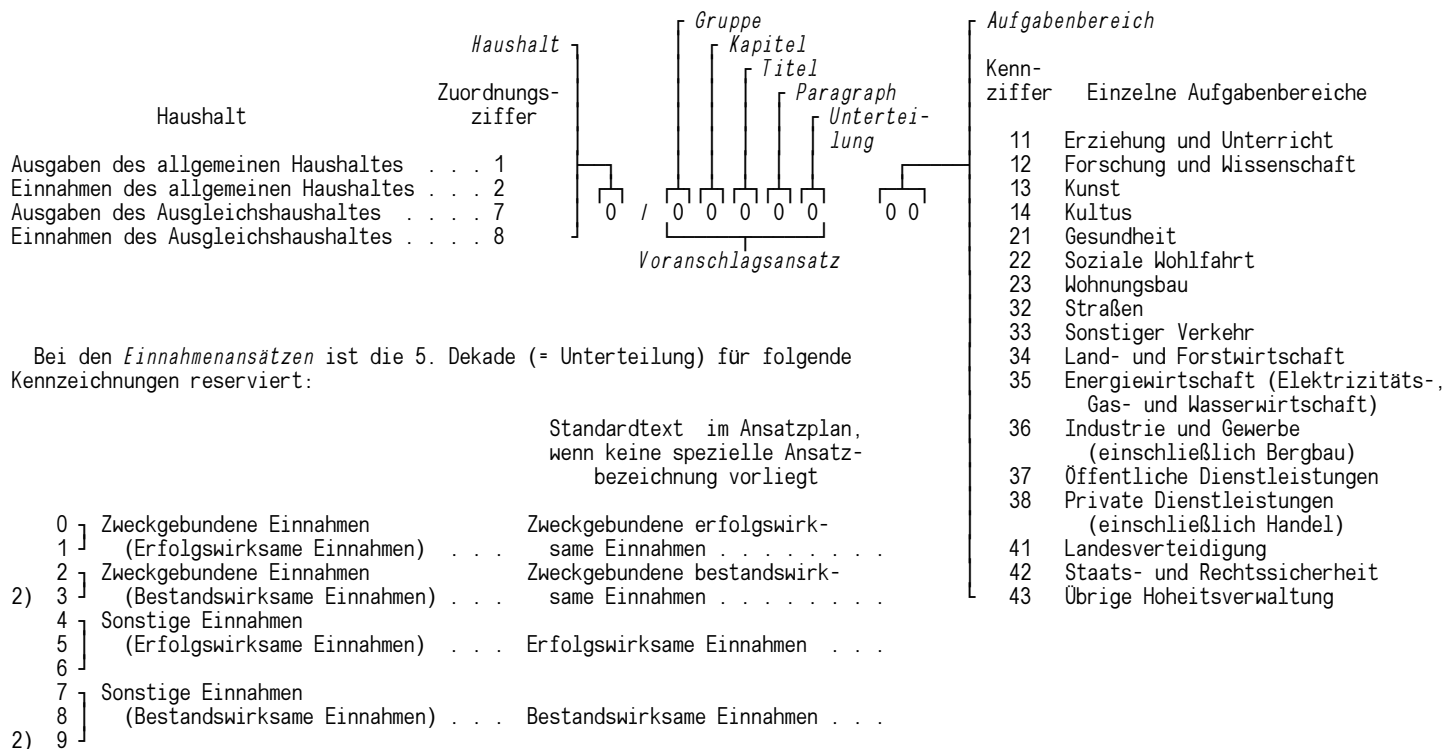 Gruppe
Haushalt
Kapitel
Titel
Paragraph
Untertei-
lung
Zuordnungs-
Haushalt ziffer
Ausgaben des allgemeinen Haushaltes . . . 1
Einnahmen des allgemeinen Haushaltes . . . 2
Ausgaben des Ausgleichshaushaltes . . . . 7
Einnahmen des Ausgleichshaushaltes . . . . 8
0 / 0 0 0 0 0 0 0
Voranschlagsansatz
Aufgabenbereich
Kenn-
ziffer Einzelne Aufgabenbereiche
11 Erziehung und Unterricht
12 Forschung und Wissenschaft
13 Kunst
14 Kultus
21 Gesundheit
22 Soziale Wohlfahrt
23 Wohnungsbau
32 Straßen
33 Sonstiger Verkehr
34 Land- und Forstwirtschaft
35 Energiewirtschaft (Elektrizitäts-,
Gas- und Wasserwirtschaft)
36 Industrie und Gewerbe
(einschließlich Bergbau)
37 Öffentliche Dienstleistungen
38 Private Dienstleistungen
(einschließlich Handel)
41 Landesverteidigung
42 Staats- und Rechtssicherheit
43 Übrige Hoheitsverwaltung
Bei den Einnahmenansätzen ist die 5. Dekade (= Unterteilung) für folgende
Kennzeichnungen reserviert:
Standardtext im Ansatzplan,
wenn keine spezielle Ansatz-
bezeichnung vorliegt
0 Zweckgebundene Einnahmen Zweckgebundene erfolgswirk-
1 (Erfolgswirksame Einnahmen) . . . same Einnahmen . . . . . . . .
2 Zweckgebundene Einnahmen Zweckgebundene bestandswirk-
2) 3 (Bestandswirksame Einnahmen) . . . same Einnahmen . . . . . . . .
4 Sonstige Einnahmen
5 (Erfolgswirksame Einnahmen) . . . Erfolgswirksame Einnahmen . . .
6
7 Sonstige Einnahmen
8 (Bestandswirksame Einnahmen) . . . Bestandswirksame Einnahmen . . .
2) 9